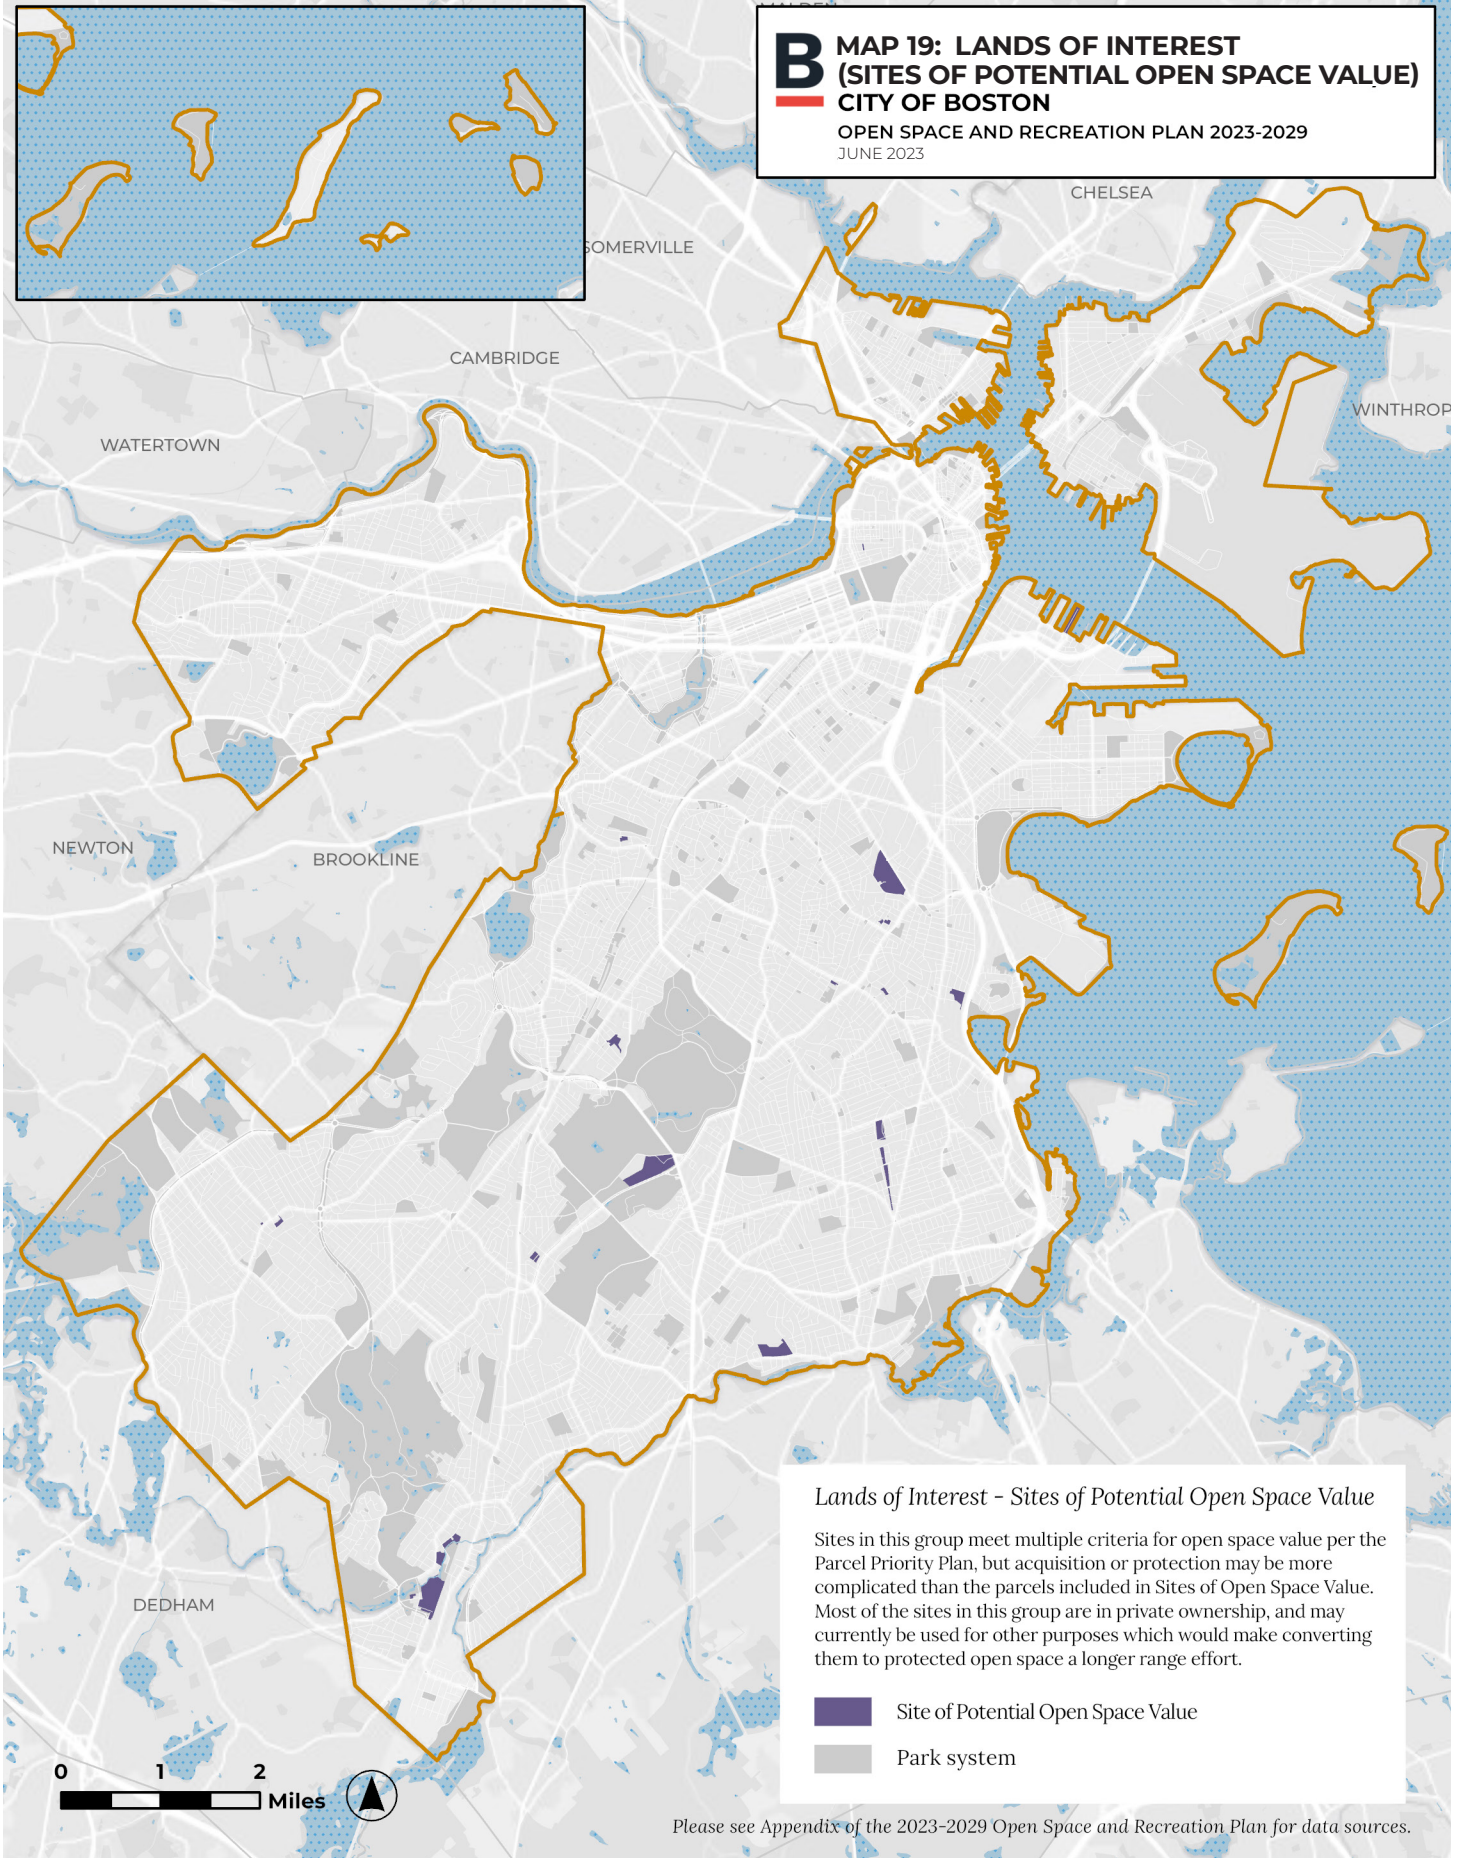 B
MAP 19: LANDS OF INTEREST
(SITES OF POTENTIAL OPEN SPACE VALUE)
CITY OF BOSTON
OPEN SPACE AND RECREATION PLAN 2023-2029
JUNE 2023
MALDEN
CHELSEA
SOMERVILLE
CAMBRIDGE
WINTHROP
WATERTOWN
NEWTON
BROOKLINE
DEDHAM
Lands of Interest - Sites of Potential Open Space Value
Sites in this group meet multiple criteria for open space value per the
Parcel Priority Plan, but acquisition or protection may be more
complicated than the parcels included in Sites of Open Space Value.
Most of the sites in this group are in private ownership, and may
currently be used for other purposes which would make converting
them to protected open space a longer range effort.
Site of Potential Open Space Value
Park system
0 1 2
Miles
Please see Appendix of the 2023-2029 Open Space and Recreation Plan for data sources.